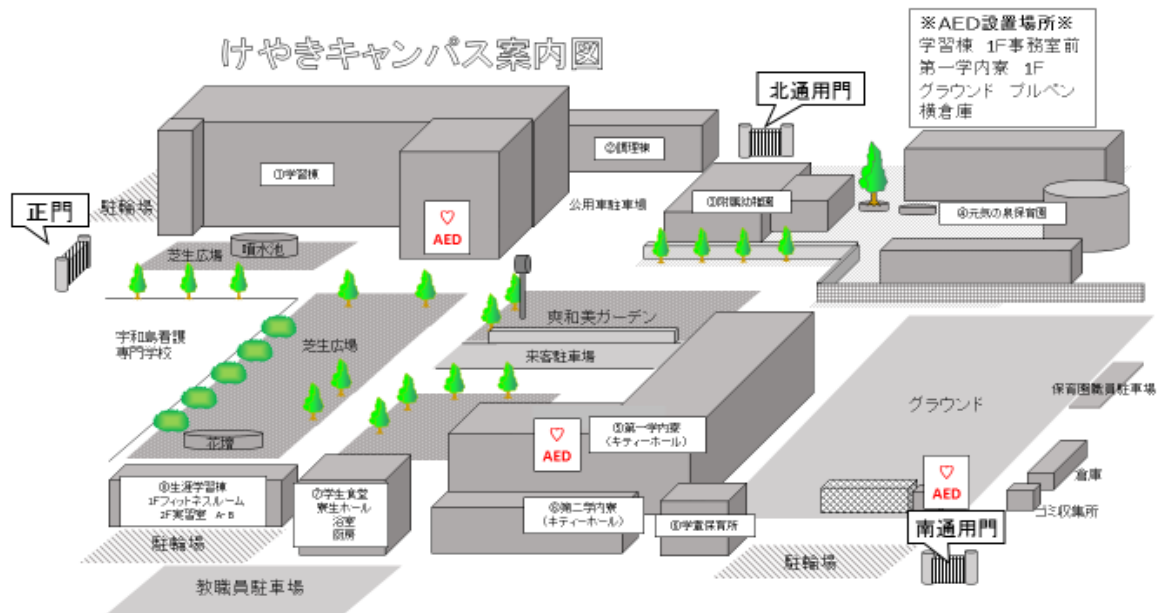 けやきキャンパス案内図
※AED設置場所※
学習棟 1F事務室前
第一学内寮 1F
グラウンド ブルペン
横倉庫
北通用門
②調理棟
①学習棟
正門
駐輪場
公用車駐車場
③附属幼稚園
④元気の泉保育園
AED
芝生広場
噴水池
宇和島看護
専門学校
芝生広場
爽和美ガーデン
来客駐車場
グラウンド
保育園職員駐車場
⑤第一学内寮
(キティーホール)
AED
花壇
⑧生涯学習棟
1Fフィットネスルーム
2F実習室 A・B
⑦学生食堂
寮生ホール
浴室
厨房
⑥第二学内寮
(キティーホール)
学童保育所
AED
倉庫
ゴミ収集所
南通用門
駐輪場
駐輪場
教職員駐車場